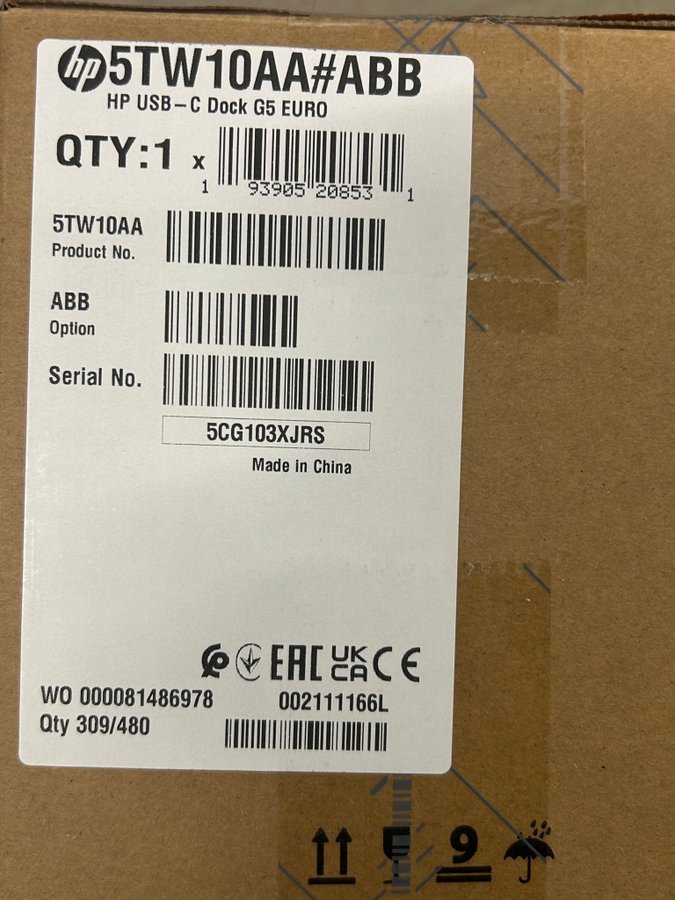 hp 5TW10AA#ABB
HP USB-C Dock G5 EURO
QTY:1 x
1 93905 20853 1
5TW10AA
Product No.
ABB
Option
Serial No.
5CG103XJRS
Made in China
EAC UK CA CE
WO 000081486978 002111166L
Qty 309/480
9